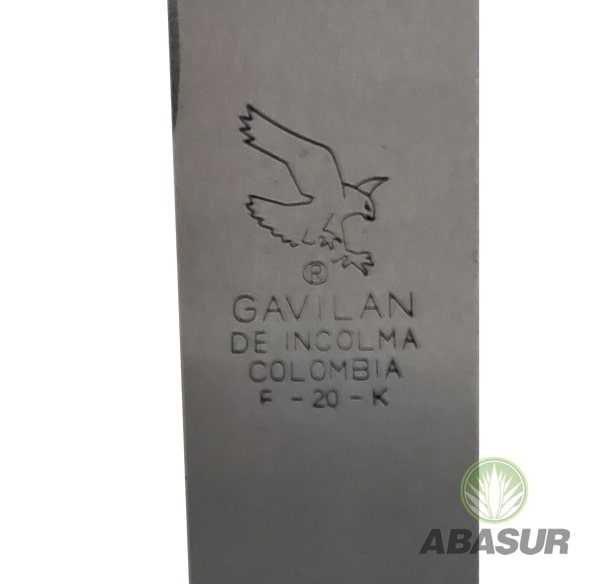 ®
GAVILAN
DE INCOLMA
COLOMBIA
F - 20 - K
ABASUR